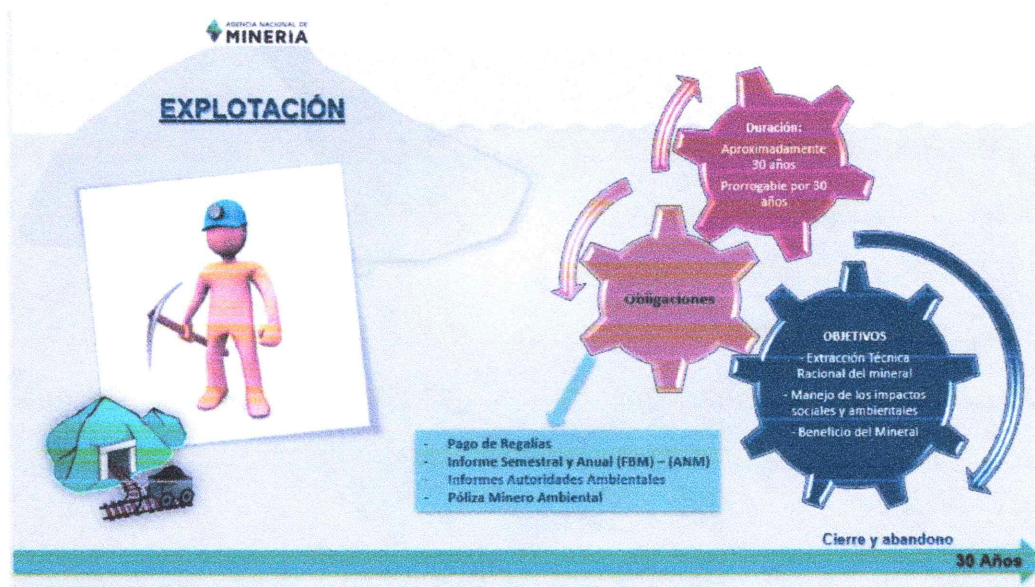 AGENCIA NACIONAL DE
MINERÍA
EXPLOTACIÓN
Duración:
Aproximadamente
30 años
Prorrogable por 30
años
Obligaciones
OBJETIVOS
- Extracción Técnica
Racional del mineral
- Manejo de los impactos
sociales y ambientales
- Beneficio del Mineral
- Pago de Regalías
- Informe Semestral y Anual (FBM) – (ANM)
- Informes Autoridades Ambientales
- Póliza Minero Ambiental
Cierre y abandono
30 Años